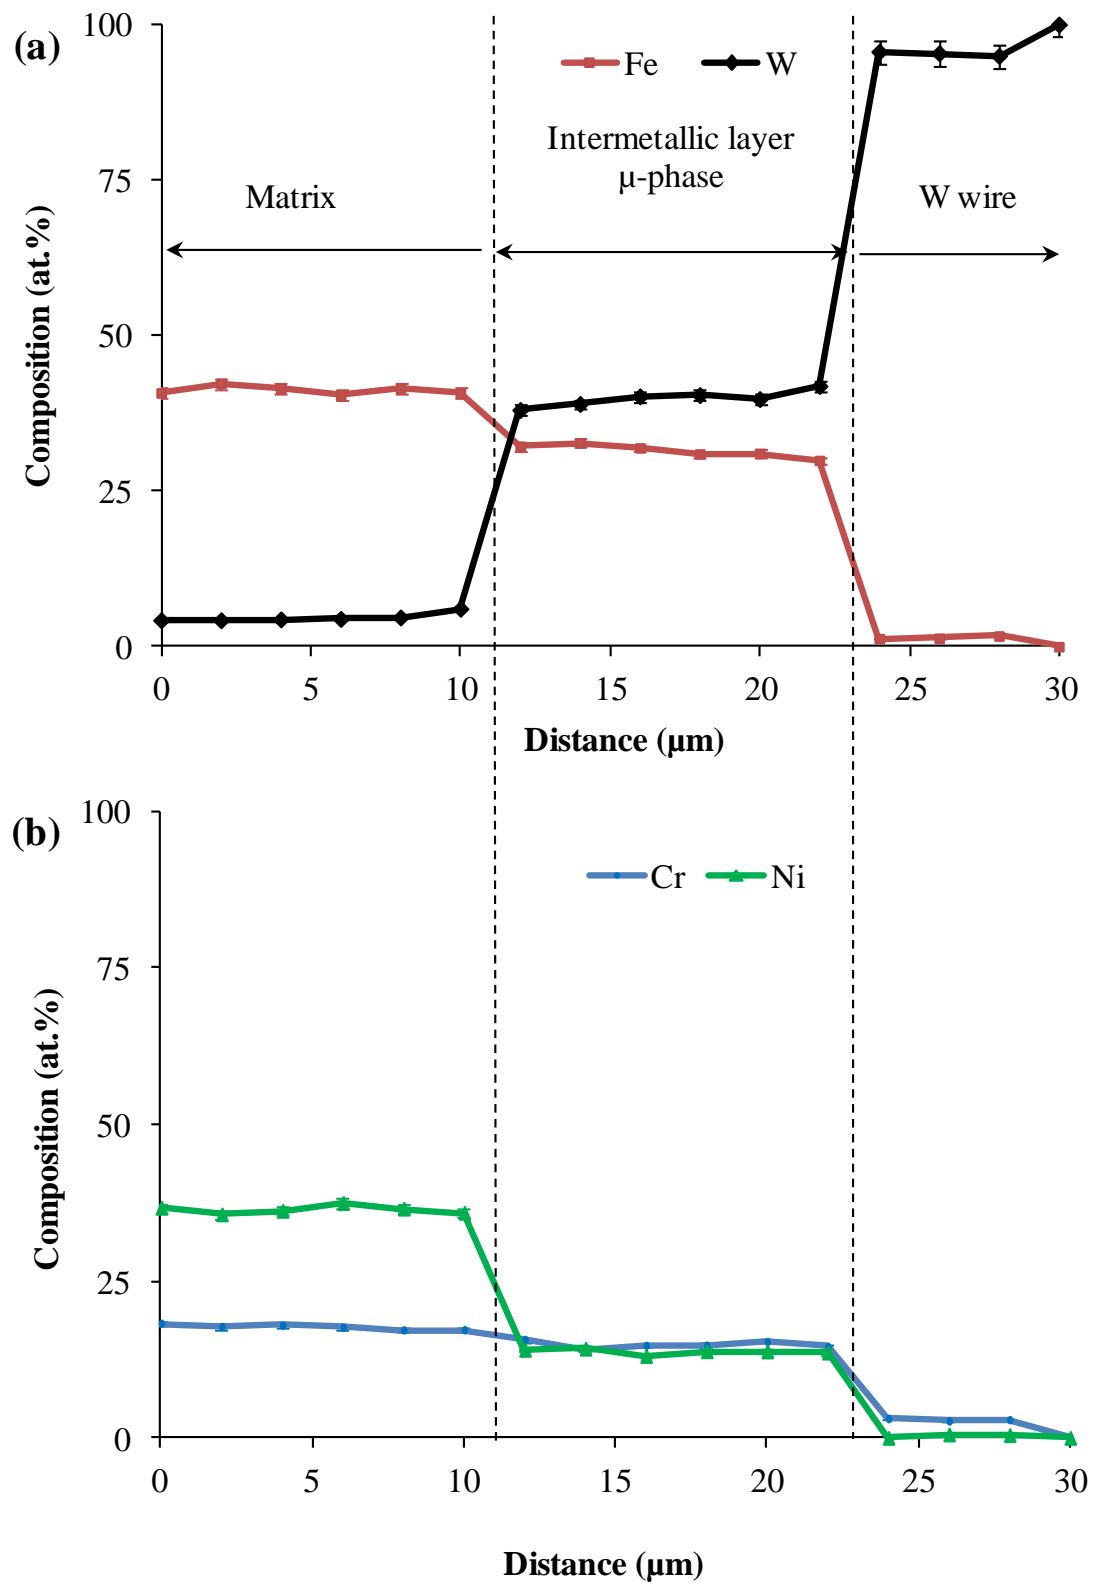 (a)
100
75
50
25
0
Composition (at.%)
Fe W
Intermetallic layer
µ-phase
Matrix
W wire
0 5 10 15 20 25 30
Distance (µm)
(b)
100
75
50
25
0
Composition (at.%)
Cr Ni
0 5 10 15 20 25 30
Distance (µm)